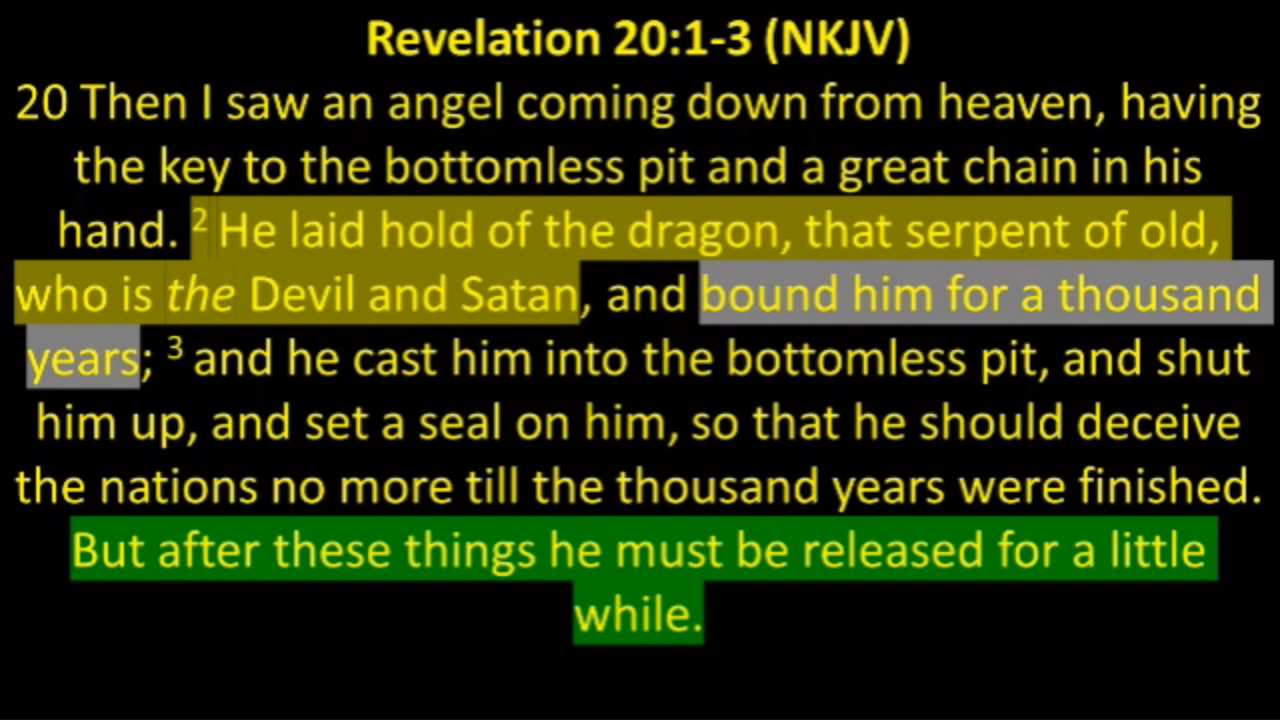 Revelation 20:1-3 (NKJV)
20 Then I saw an angel coming down from heaven, having
the key to the bottomless pit and a great chain in his
hand. ² He laid hold of the dragon, that serpent of old,
who is the Devil and Satan, and bound him for a thousand
years; ³ and he cast him into the bottomless pit, and shut
him up, and set a seal on him, so that he should deceive
the nations no more till the thousand years were finished.
But after these things he must be released for a little
while.